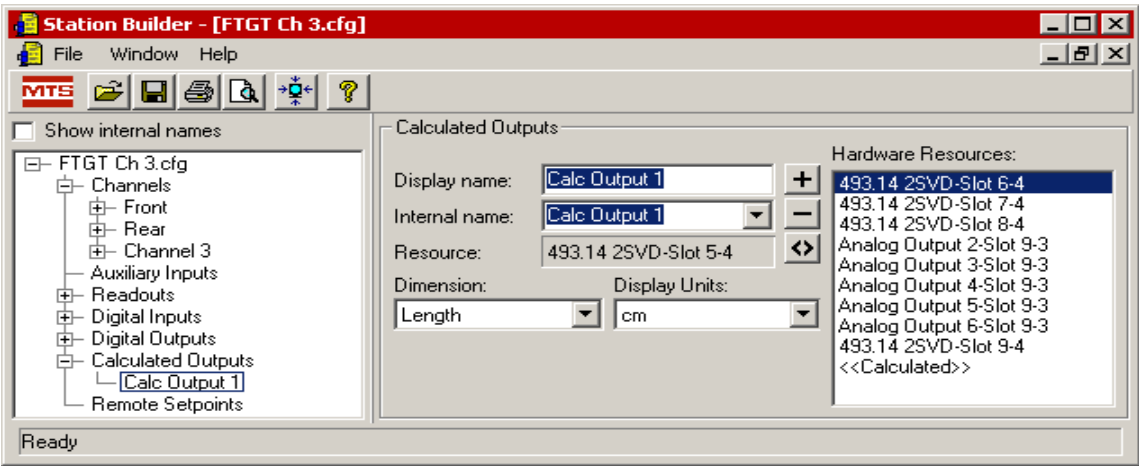 Station Builder - [FTGT Ch 3.cfg]
File Window Help
MTS
Show internal names
FTGT Ch 3.cfg
Channels
Front
Rear
Channel 3
Auxiliary Inputs
Readouts
Digital Inputs
Digital Outputs
Calculated Outputs
Calc Output 1
Remote Setpoints
Calculated Outputs
Display name: Calc Output 1
Internal name: Calc Output 1
Resource: 493.14 2SVD-Slot 5-4
Dimension: Display Units:
Length cm
Hardware Resources:
493.14 2SVD-Slot 6-4
493.14 2SVD-Slot 7-4
493.14 2SVD-Slot 8-4
Analog Output 2-Slot 9-3
Analog Output 3-Slot 9-3
Analog Output 4-Slot 9-3
Analog Output 5-Slot 9-3
Analog Output 6-Slot 9-3
493.14 2SVD-Slot 9-4
<<Calculated>>
Ready